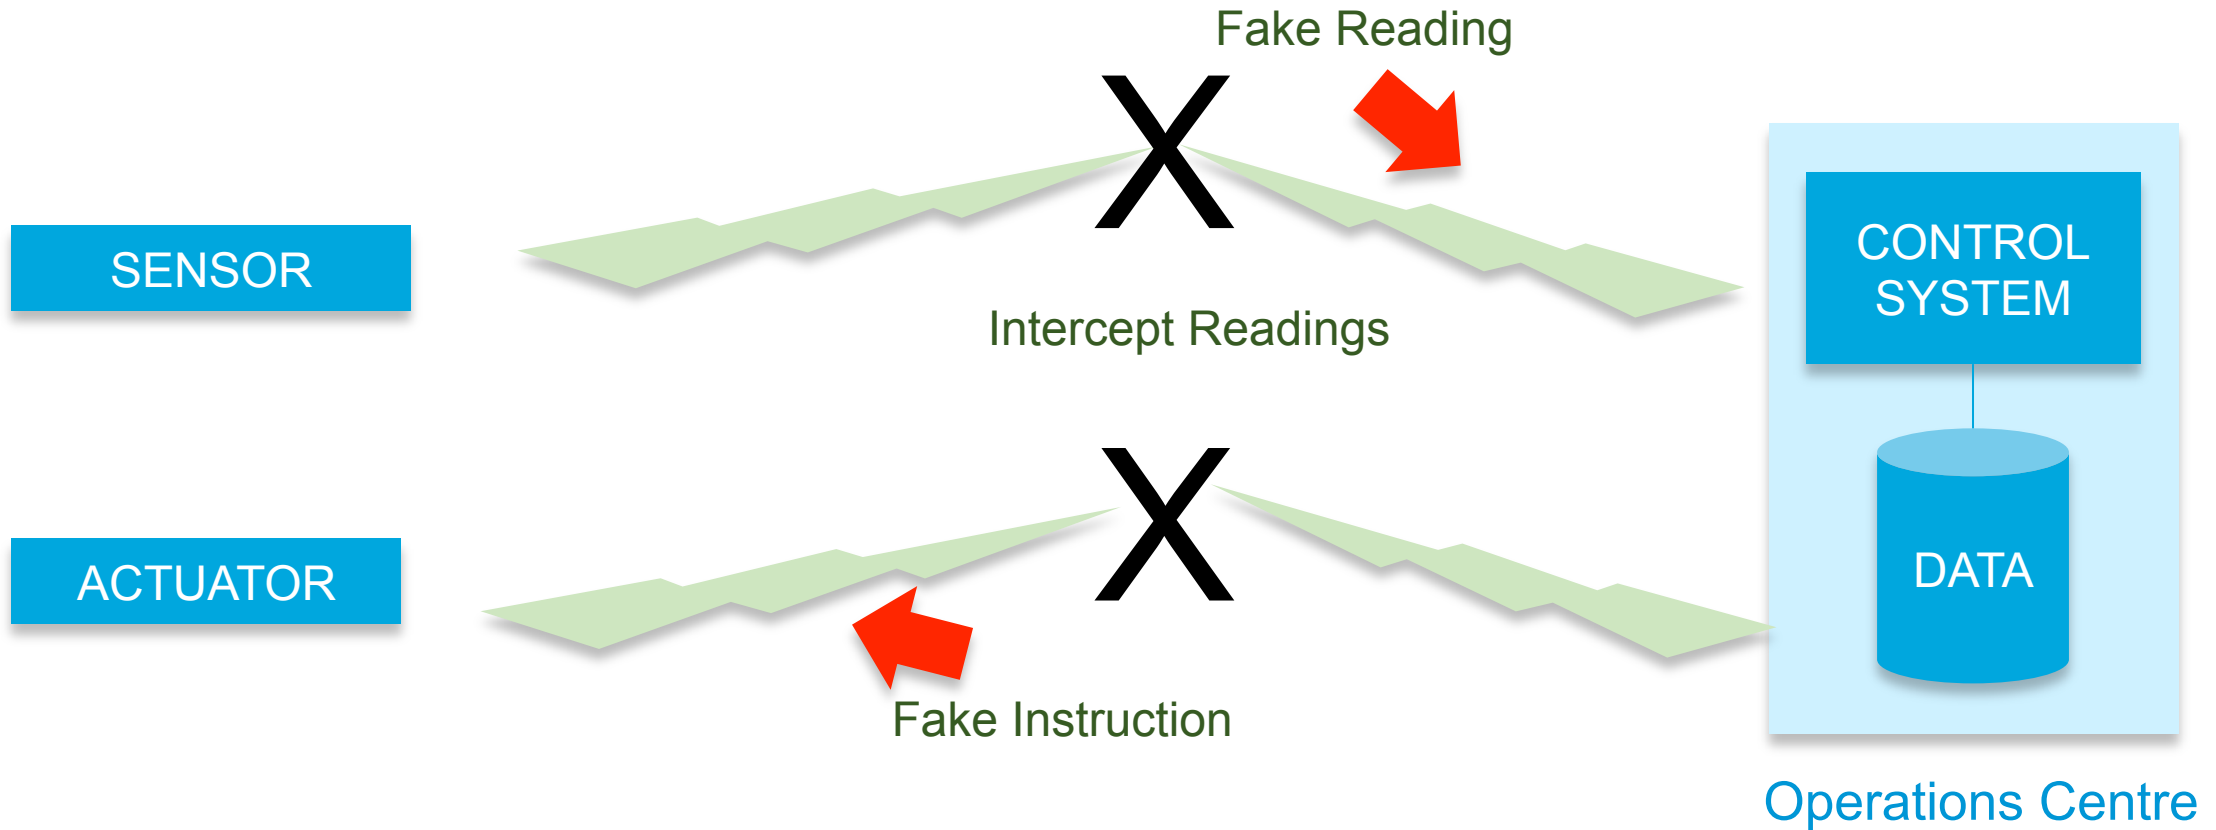 Fake Reading
X
SENSOR
CONTROL
SYSTEM
Intercept Readings
X
ACTUATOR
DATA
Fake Instruction
Operations Centre